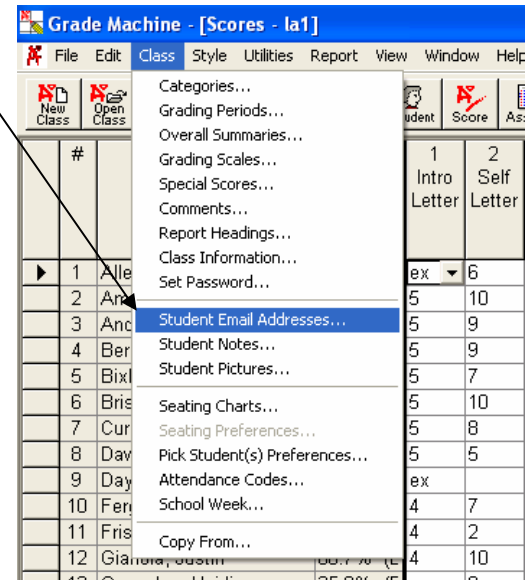 Grade Machine - [Scores - la1]
File Edit Class Style Utilities Report View Window Help
New Class Open Class Score
Categories...
Grading Periods...
Overall Summaries...
Grading Scales...
Special Scores...
Comments...
Report Headings...
Class Information...
Set Password...
Student Email Addresses...
Student Notes...
Student Pictures...
Seating Charts...
Seating Preferences...
Pick Student(s) Preferences...
Attendance Codes...
School Week...
Copy From...
# 1 Intro Letter 2 Self Letter
1 ex 6
2 5 10
3 5 9
4 5 9
5 5 7
6 5 10
7 5 8
8 5 5
9 ex
10 4 7
11 4 2
12 4 10